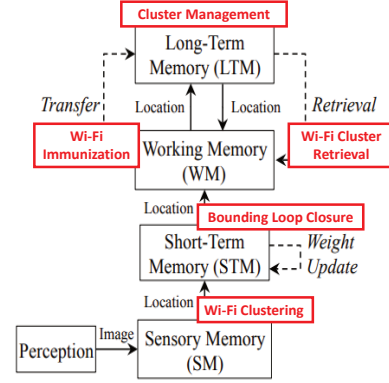 Cluster Management
Long-Term
Memory (LTM)
Transfer
Retrieval
Location
Location
Wi-Fi
Immunization
Wi-Fi Cluster
Retrieval
Working Memory
(WM)
Location
Bounding Loop Closure
Short-Term
Memory (STM)
Weight
Update
Location
Wi-Fi Clustering
Perception
Image
Sensory Memory
(SM)